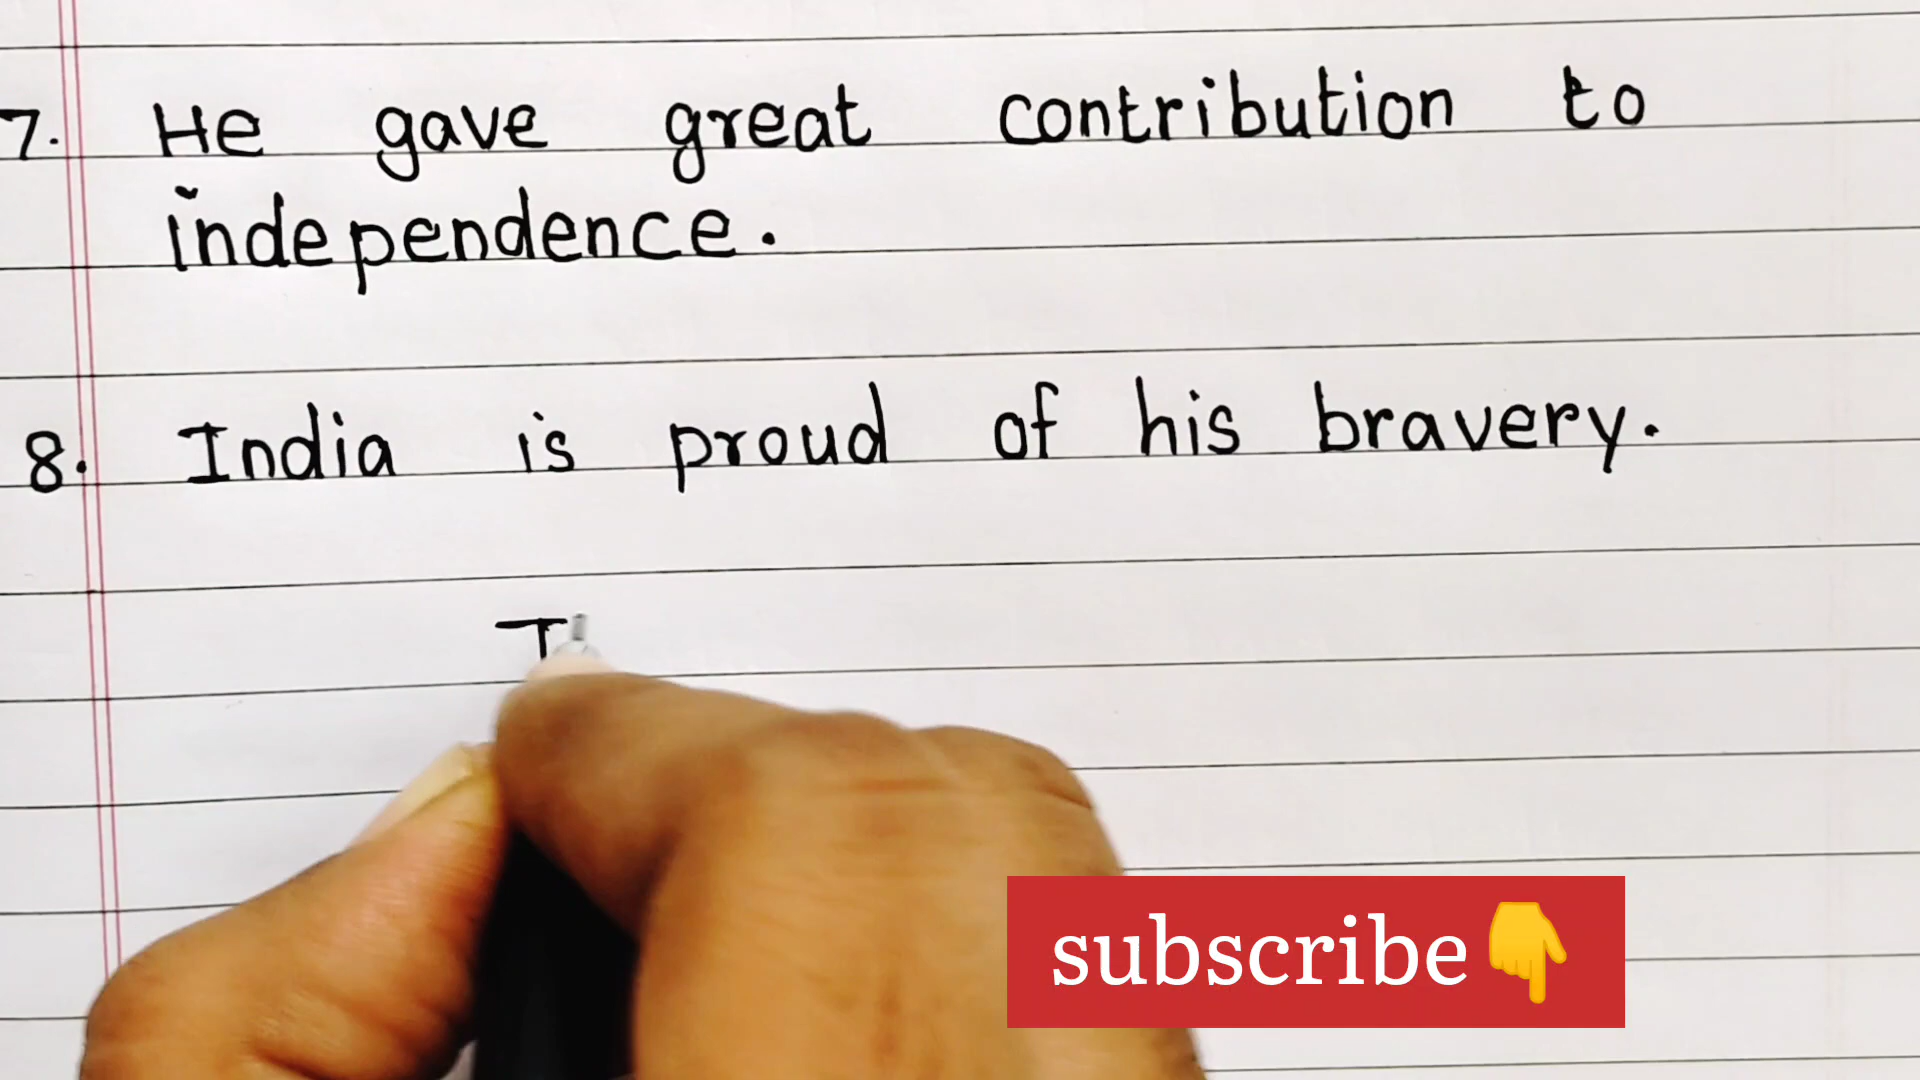 7. He gave great contribution to
independence.
8. India is proud of his bravery.
T
subscribe👇